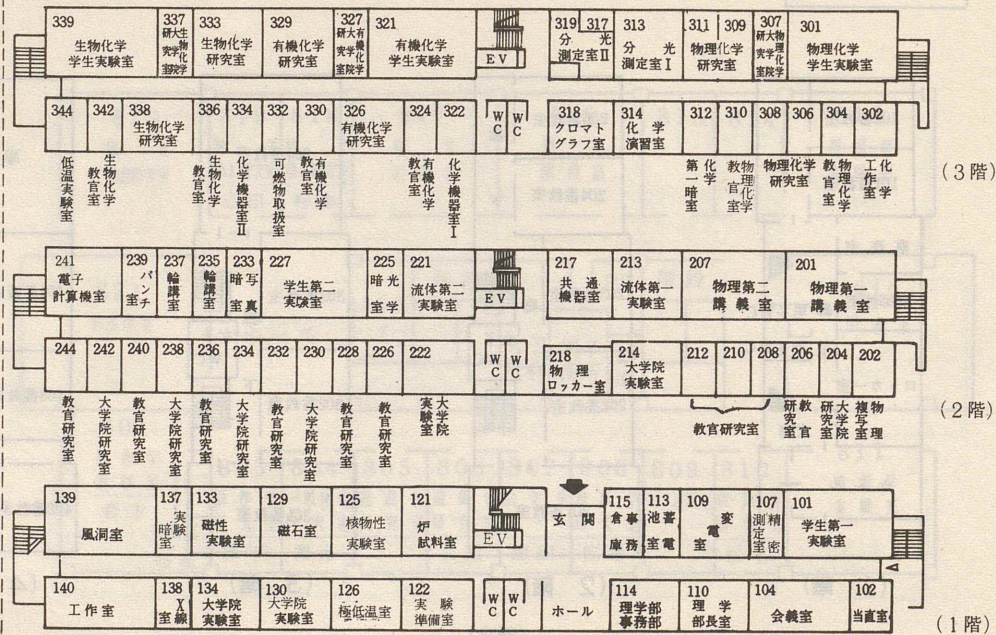 339
生物化学
学生実験室
337
生物化学
大学院
研究室
333
生物化学
研究室
329
有機化学
研究室
327
有機化学
大学院
研究室
321
有機化学
学生実験室
EV
319
317
分光
測定室Ⅱ
313
分光
測定室Ⅰ
311
309
物理化学
研究室
307
物理化学
大学院
研究室
301
物理化学
学生実験室
344
342
338
生物化学
研究室
336
334
332
330
326
有機化学
研究室
324
322
WC
WC
318
クロマト
グラフ室
314
化学
演習室
312
310
308
306
304
302
低温実験室
生物化学
教官室
生物化学
教官室
化学機器室Ⅱ
可燃物取扱室
有機化学
教官室
有機化学
教官室
化学機器室Ⅰ
化学
第一暗室
物理化学
教官室
物理化学
研究室
物理化学
教官室
化学
工作室
(3階)
241
電子
計算機室
239
パンチ
室
237
輪講室
235
輪講室
233
写真
暗室
227
学生第二
実験室
225
光学
暗室
221
流体第二
実験室
EV
217
共通
機器室
213
流体第一
実験室
207
物理第二
講義室
201
物理第一
講義室
244
242
240
238
236
234
232
230
228
226
222
WC
WC
218
物理
ロッカー室
214
大学院
実験室
212
210
208
206
204
202
教官研究室
大学院研究室
教官研究室
大学院研究室
教官研究室
大学院研究室
教官研究室
大学院研究室
教官研究室
教官研究室
大学院
実験室
教官研究室
教官
研究室
大学院
研究室
物理
複写室
(2階)
139
風洞室
137
実験
暗室
133
磁性
実験室
129
磁石室
125
核物性
実験室
121
炉
試料室
EV
玄関
115
事務
倉庫
113
蓄電
池室
109
変電
室
107
精密
測定室
101
学生第一
実験室
140
工作室
138
X線
室
134
大学院
実験室
130
大学院
実験室
126
極低温室
122
実験
準備室
WC
WC
ホール
114
理学部
事務部
110
理学
部長室
104
会議室
102
当直室
(1階)